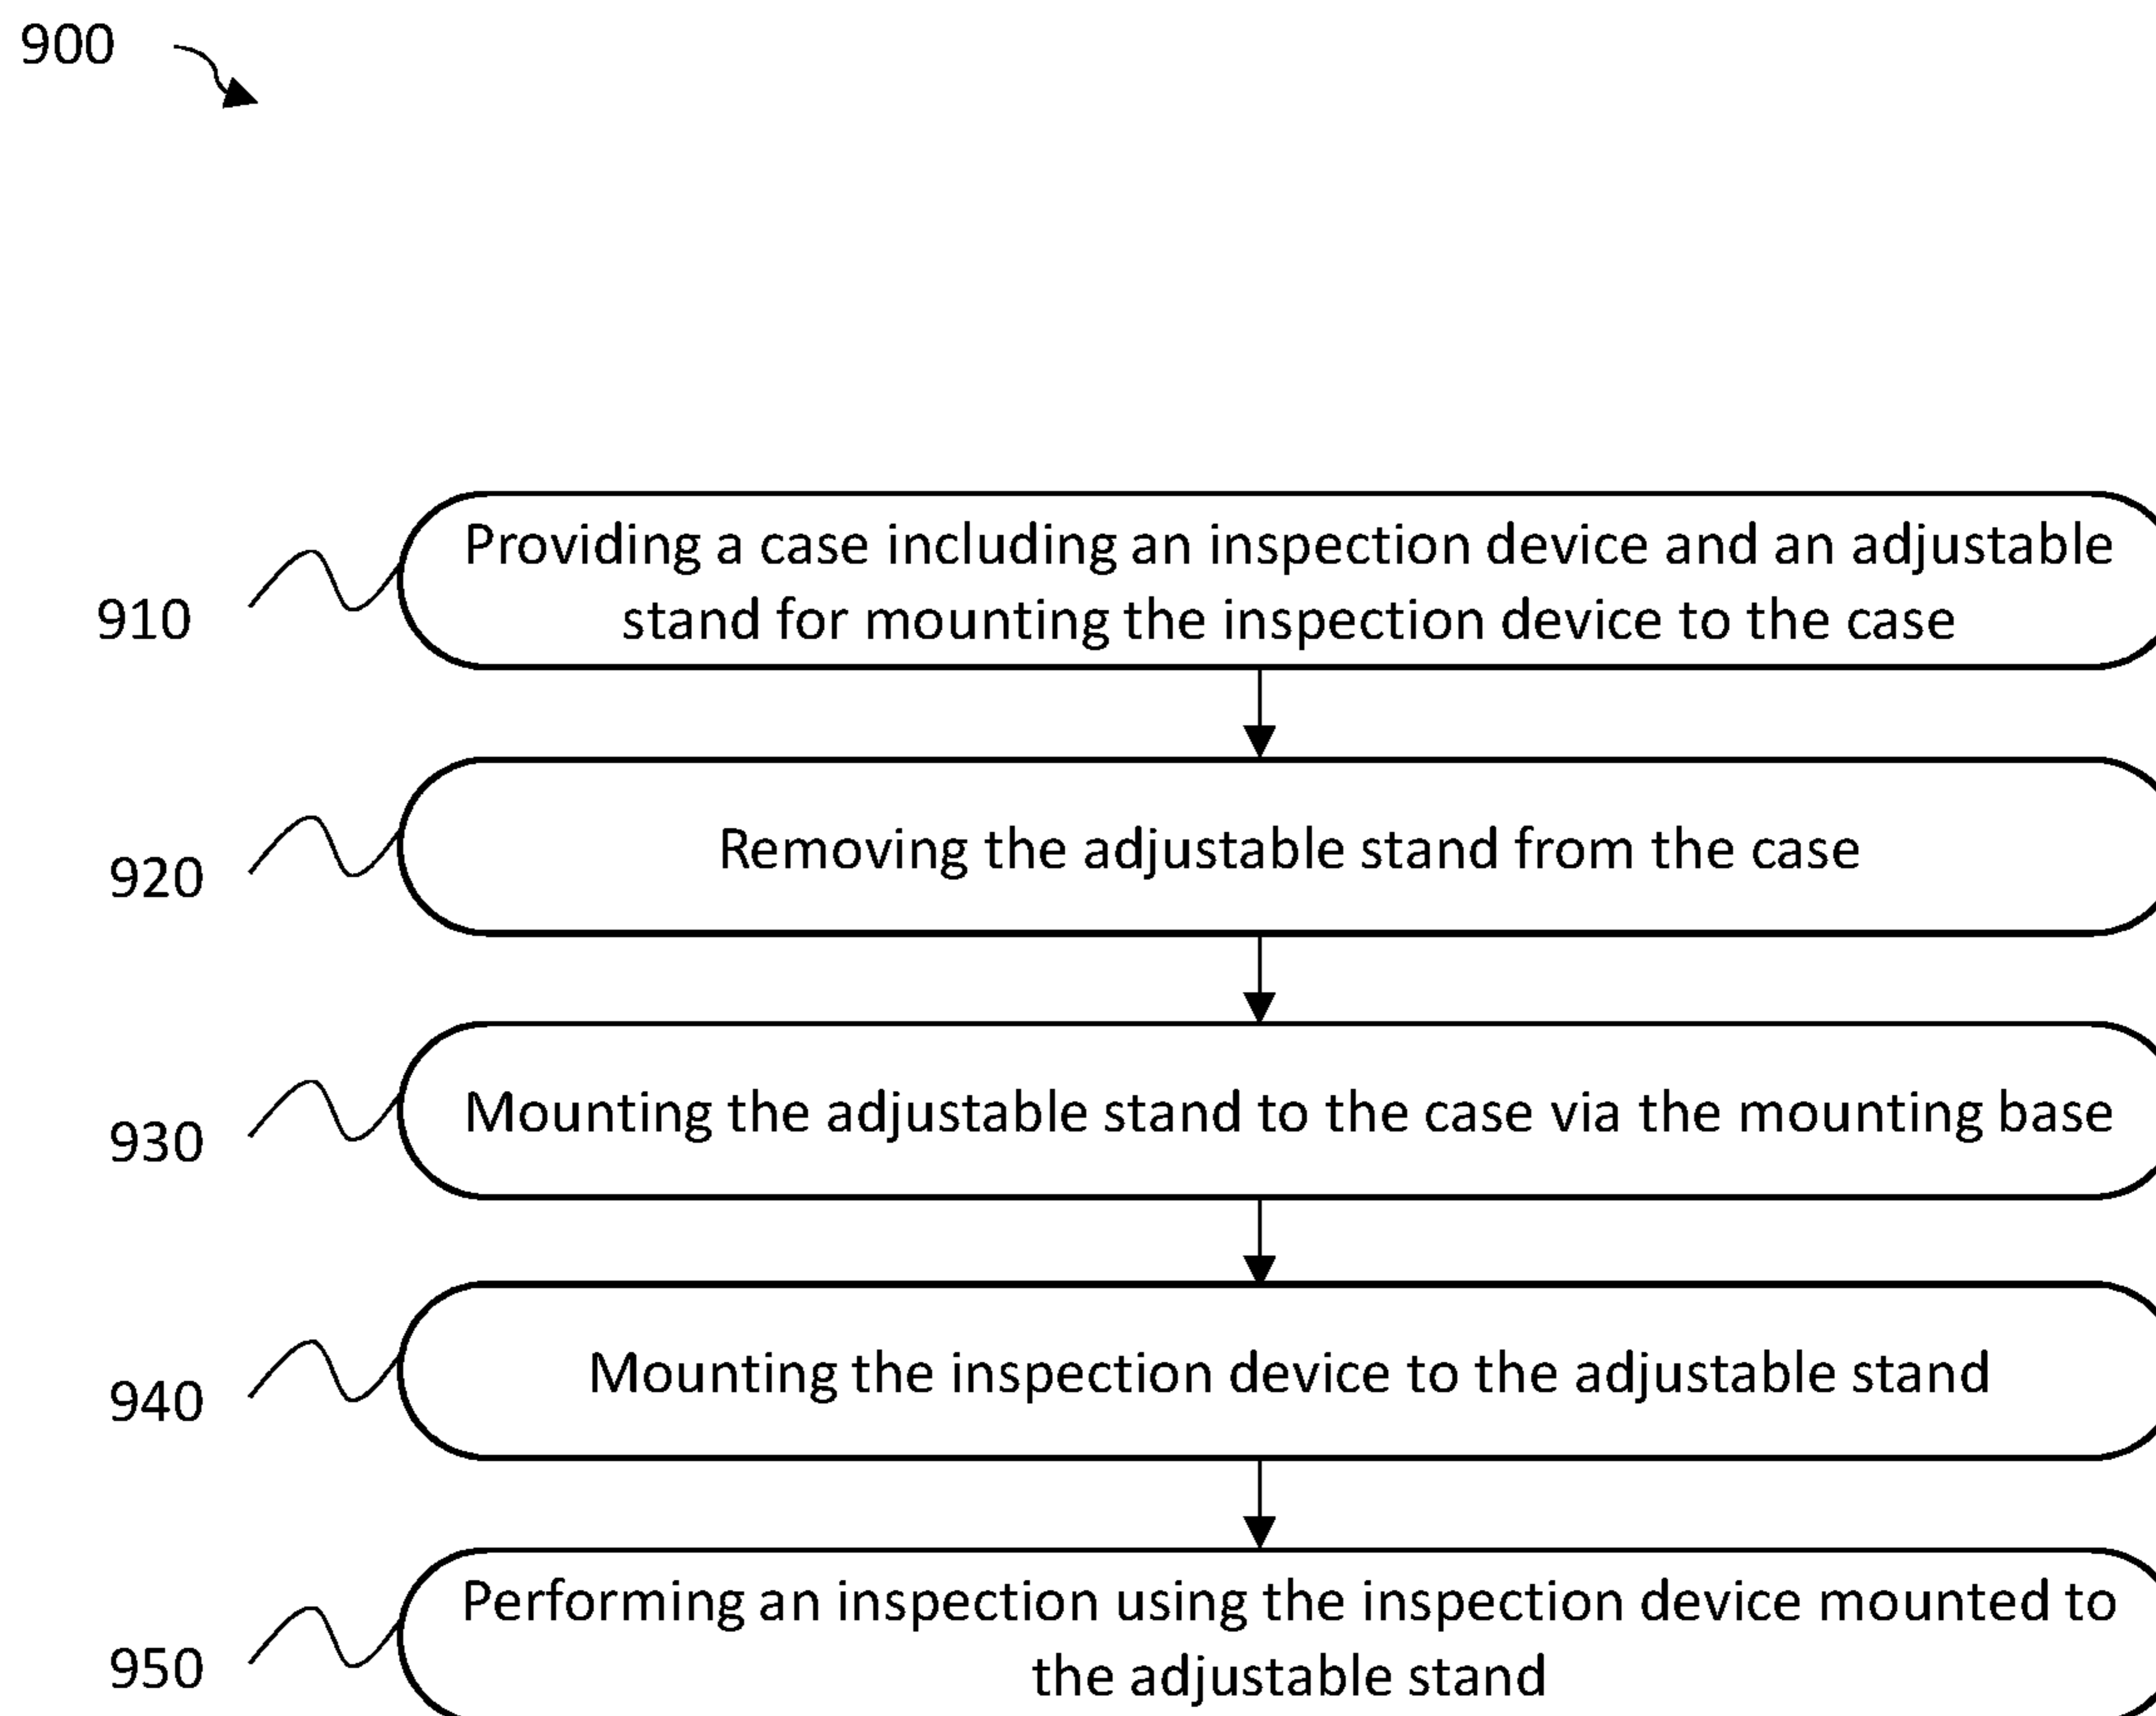 900
Providing a case including an inspection device and an adjustable
stand for mounting the inspection device to the case
910
Removing the adjustable stand from the case
920
Mounting the adjustable stand to the case via the mounting base
930
Mounting the inspection device to the adjustable stand
940
Performing an inspection using the inspection device mounted to
the adjustable stand
950